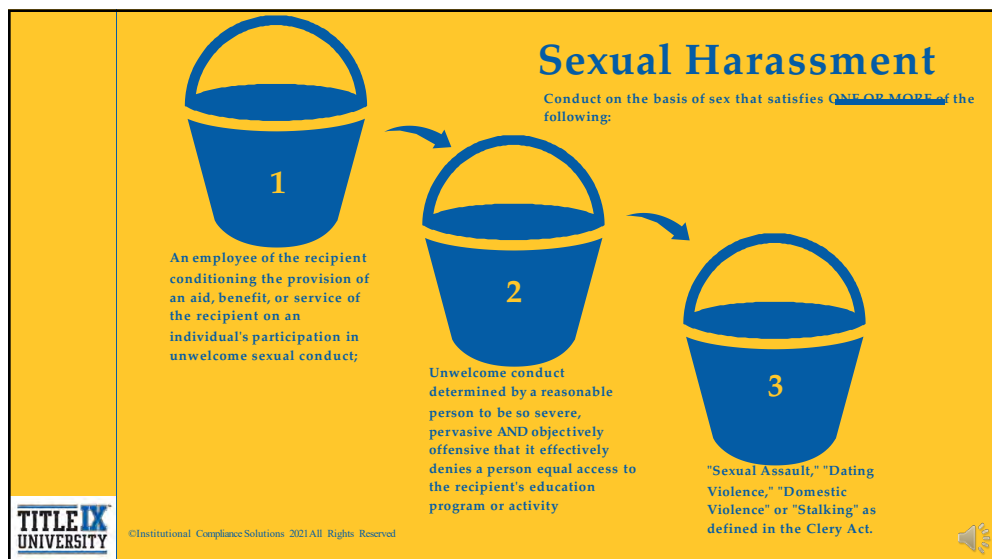 Sexual Harassment
Conduct on the basis of sex that satisfies ONE OR MORE of the
following:
1
An employee of the recipient
conditioning the provision of
an aid, benefit, or service of
the recipient on an
individual's participation in
unwelcome sexual conduct;
2
Unwelcome conduct
determined by a reasonable
person to be so severe,
pervasive AND objectively
offensive that it effectively
denies a person equal access to
the recipient's education
program or activity
3
"Sexual Assault," "Dating
Violence," "Domestic
Violence" or "Stalking" as
defined in the Clery Act.
TITLE IX
UNIVERSITY
©Institutional Compliance Solutions 2021 All Rights Reserved